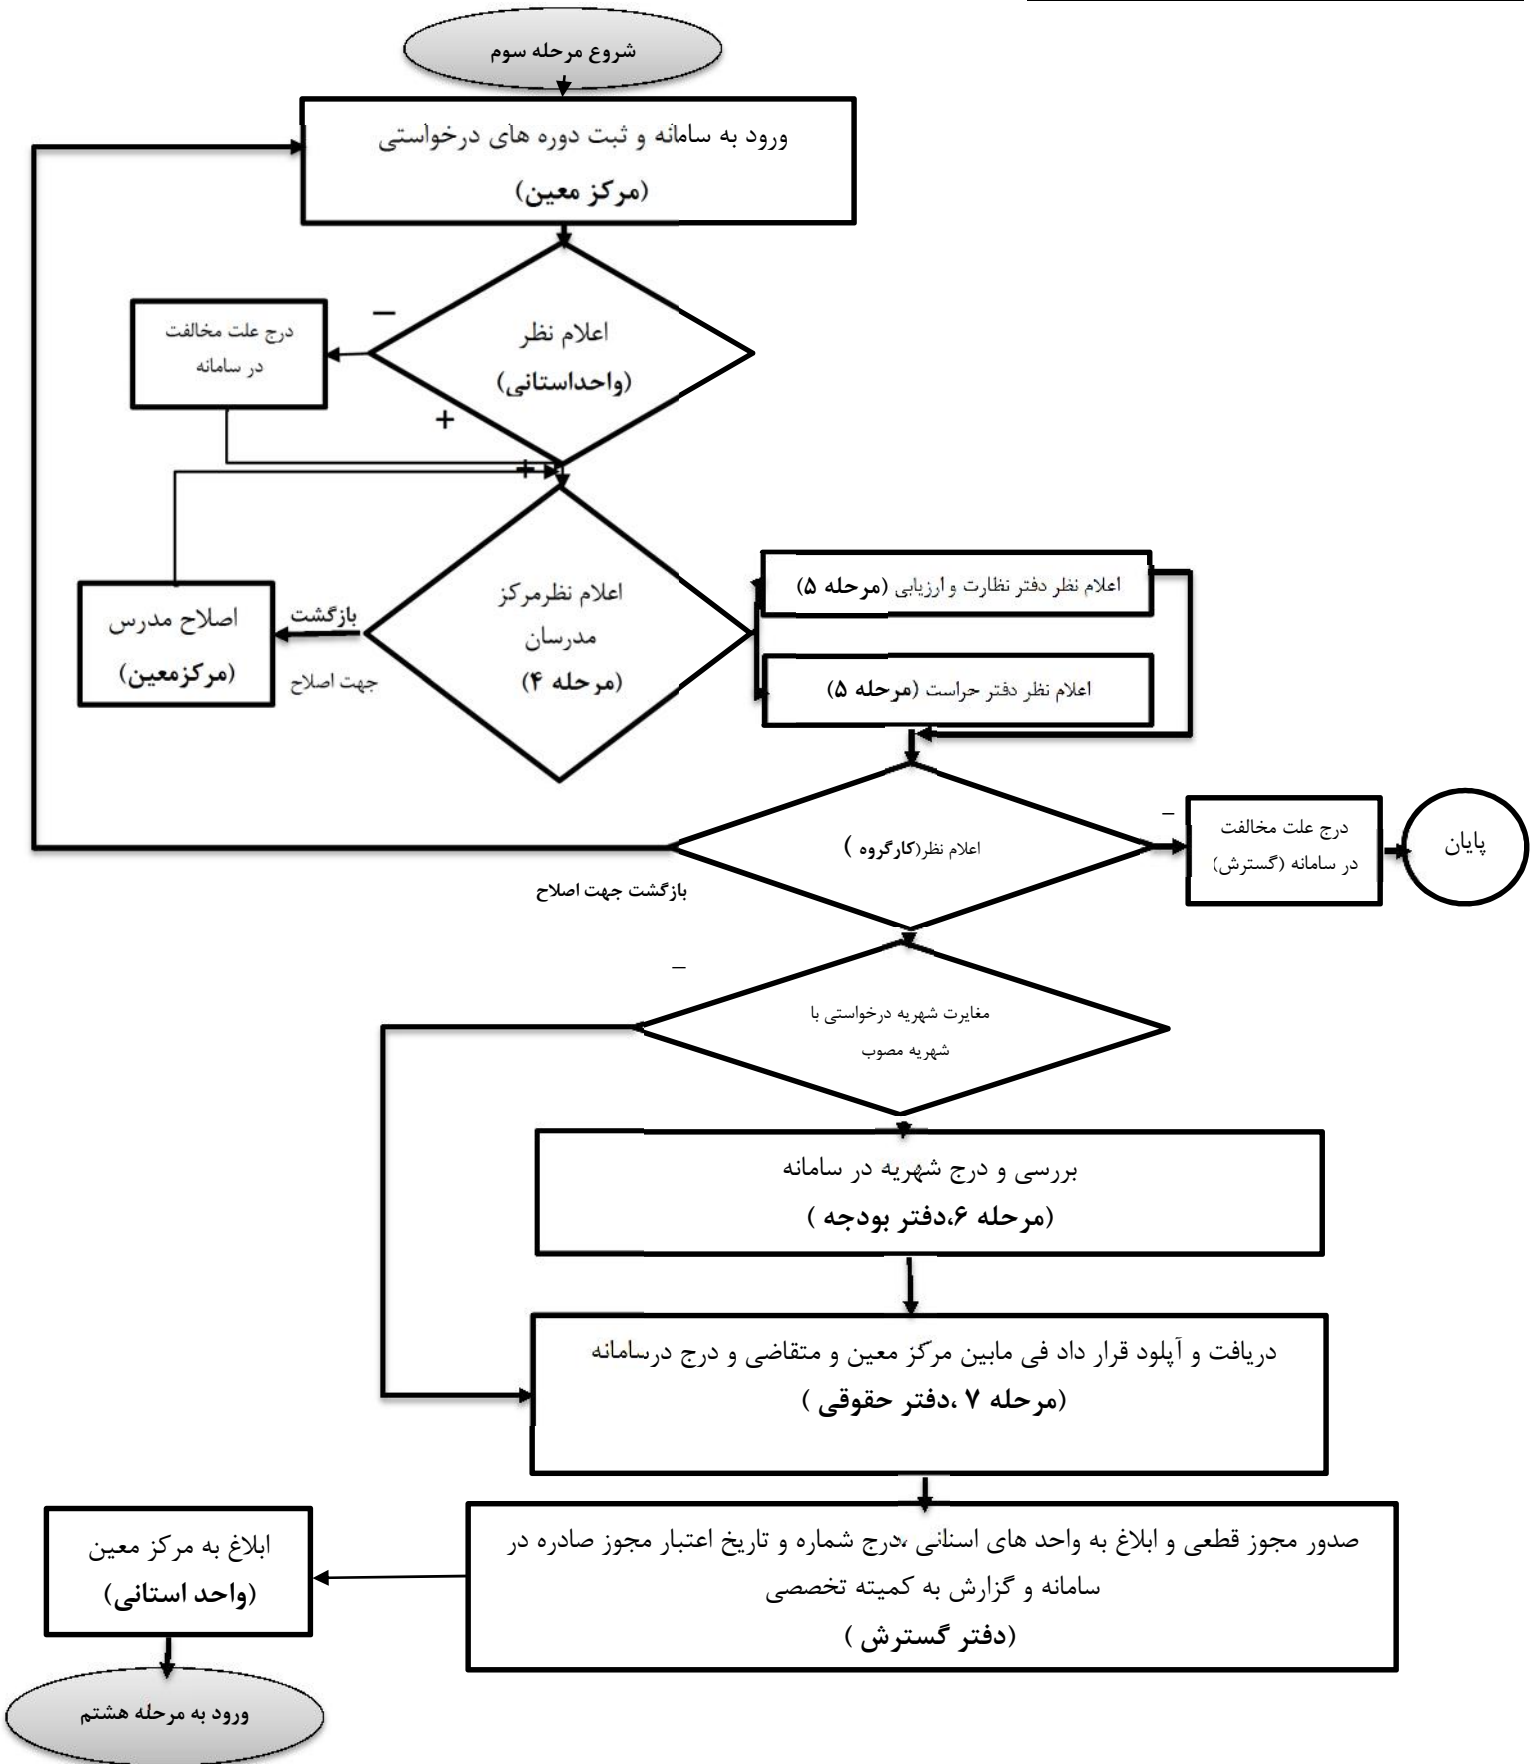 شروع مرحله سوم
ورود به سامانه و ثبت دوره های درخواستی
(مرکز معین)
–
درج علت مخالفت
در سامانه
اعلام نظر
(واحداستانی)
+
+
اعلام نظرمرکز
مدرسان
(مرحله ۴)
بازگشت
جهت اصلاح
اصلاح مدرس
(مرکزمعین)
اعلام نظر دفتر نظارت و ارزیابی (مرحله ۵)
اعلام نظر دفتر حراست (مرحله ۵)
اعلام نظر(کارگروه )
–
درج علت مخالفت
در سامانه (گسترش)
پایان
بازگشت جهت اصلاح
–
مغایرت شهریه درخواستی با
شهریه مصوب
بررسی و درج شهریه در سامانه
(مرحله ۶،دفتر بودجه )
دریافت و آپلود قرار داد فی مابین مرکز معین و متقاضی و درج درسامانه
(مرحله ۷ ،دفتر حقوقی )
صدور مجوز قطعی و ابلاغ به واحد های استانی ،درج شماره و تاریخ اعتبار مجوز صادره در
سامانه و گزارش به کمیته تخصصی
(دفتر گسترش )
ابلاغ به مرکز معین
(واحد استانی)
ورود به مرحله هشتم